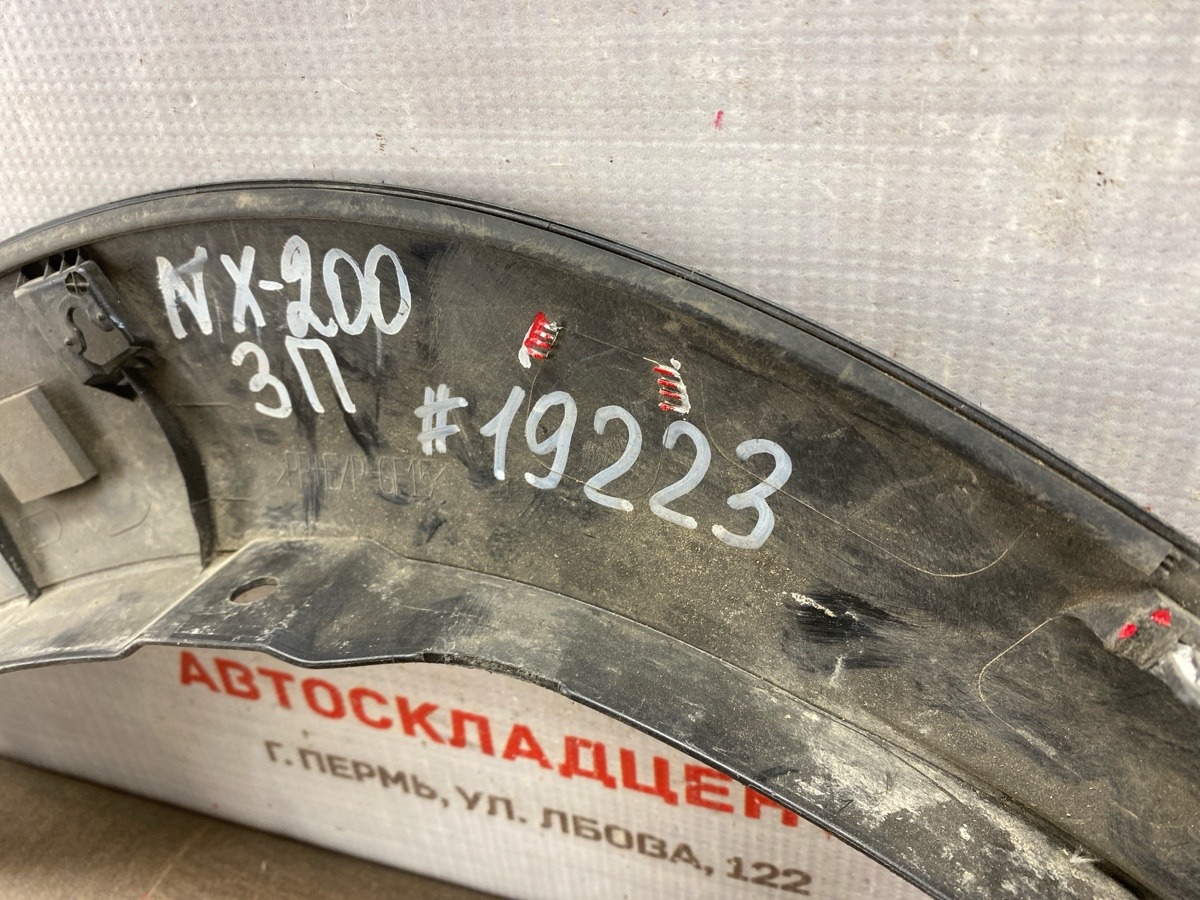 NX-200
ЗП
#19223
АВТОСКЛАДЦЕН
Г. ПЕРМЬ, УЛ. ЛБОВА, 122